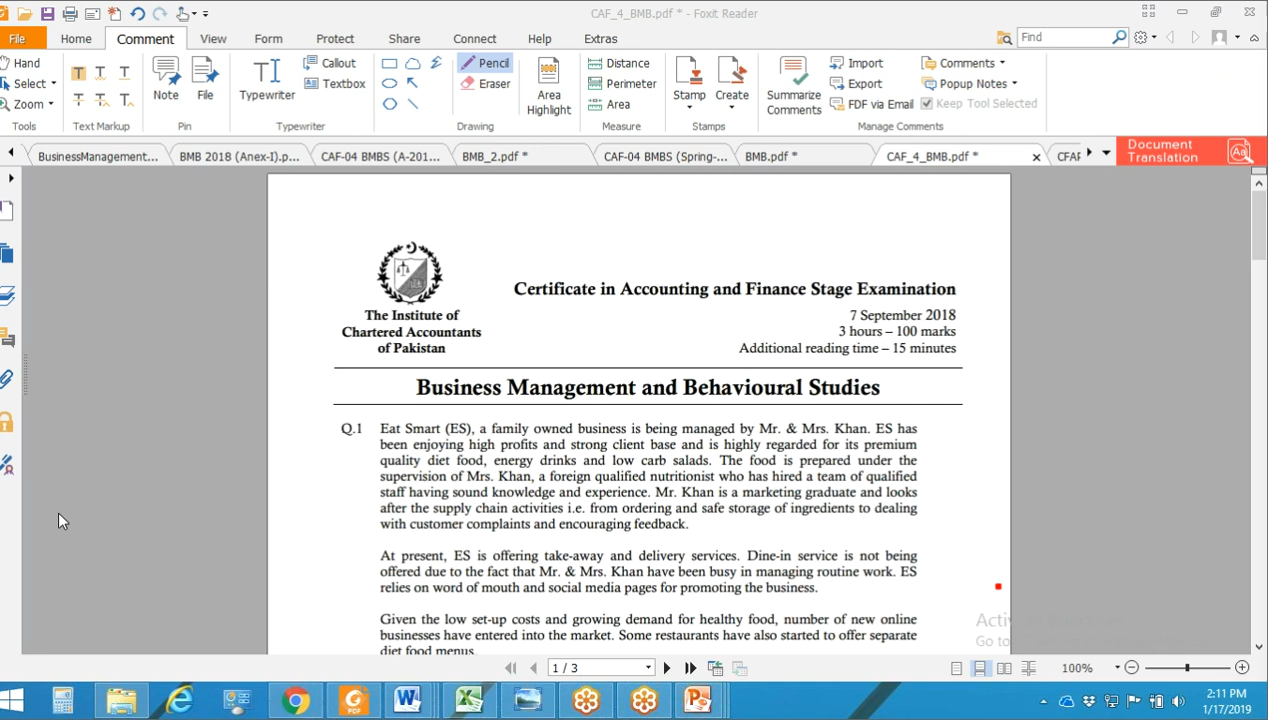 CAF_4_BMB.pdf * - Foxit Reader
File Home Comment View Form Protect Share Connect Help Extras Find
Hand
Select
Zoom
Tools
Text Markup
Note
File
Pin
Typewriter
Callout
Textbox
Typewriter
Pencil
Eraser
Drawing
Area
Highlight
Distance
Perimeter
Area
Measure
Stamp
Create
Stamps
Summarize
Comments
Import
Export
FDF via Email
Comments
Popup Notes
Keep Tool Selected
Manage Comments
BusinessManagement... BMB 2018 (Anex-I).p... CAF-04 BMBS (A-201... BMB_2.pdf * CAF-04 BMBS (Spring-... BMB.pdf * CAF_4_BMB.pdf * CFAP
Document
Translation
The Institute of
Chartered Accountants
of Pakistan
Certificate in Accounting and Finance Stage Examination
7 September 2018
3 hours – 100 marks
Additional reading time – 15 minutes
Business Management and Behavioural Studies
Q.1 Eat Smart (ES), a family owned business is being managed by Mr. & Mrs. Khan. ES has
been enjoying high profits and strong client base and is highly regarded for its premium
quality diet food, energy drinks and low carb salads. The food is prepared under the
supervision of Mrs. Khan, a foreign qualified nutritionist who has hired a team of qualified
staff having sound knowledge and experience. Mr. Khan is a marketing graduate and looks
after the supply chain activities i.e. from ordering and safe storage of ingredients to dealing
with customer complaints and encouraging feedback.
At present, ES is offering take-away and delivery services. Dine-in service is not being
offered due to the fact that Mr. & Mrs. Khan have been busy in managing routine work. ES
relies on word of mouth and social media pages for promoting the business.
Given the low set-up costs and growing demand for healthy food, number of new online
businesses have entered into the market. Some restaurants have also started to offer separate
diet food menus.
Go to
1 / 3
100%
2:11 PM
1/17/2019